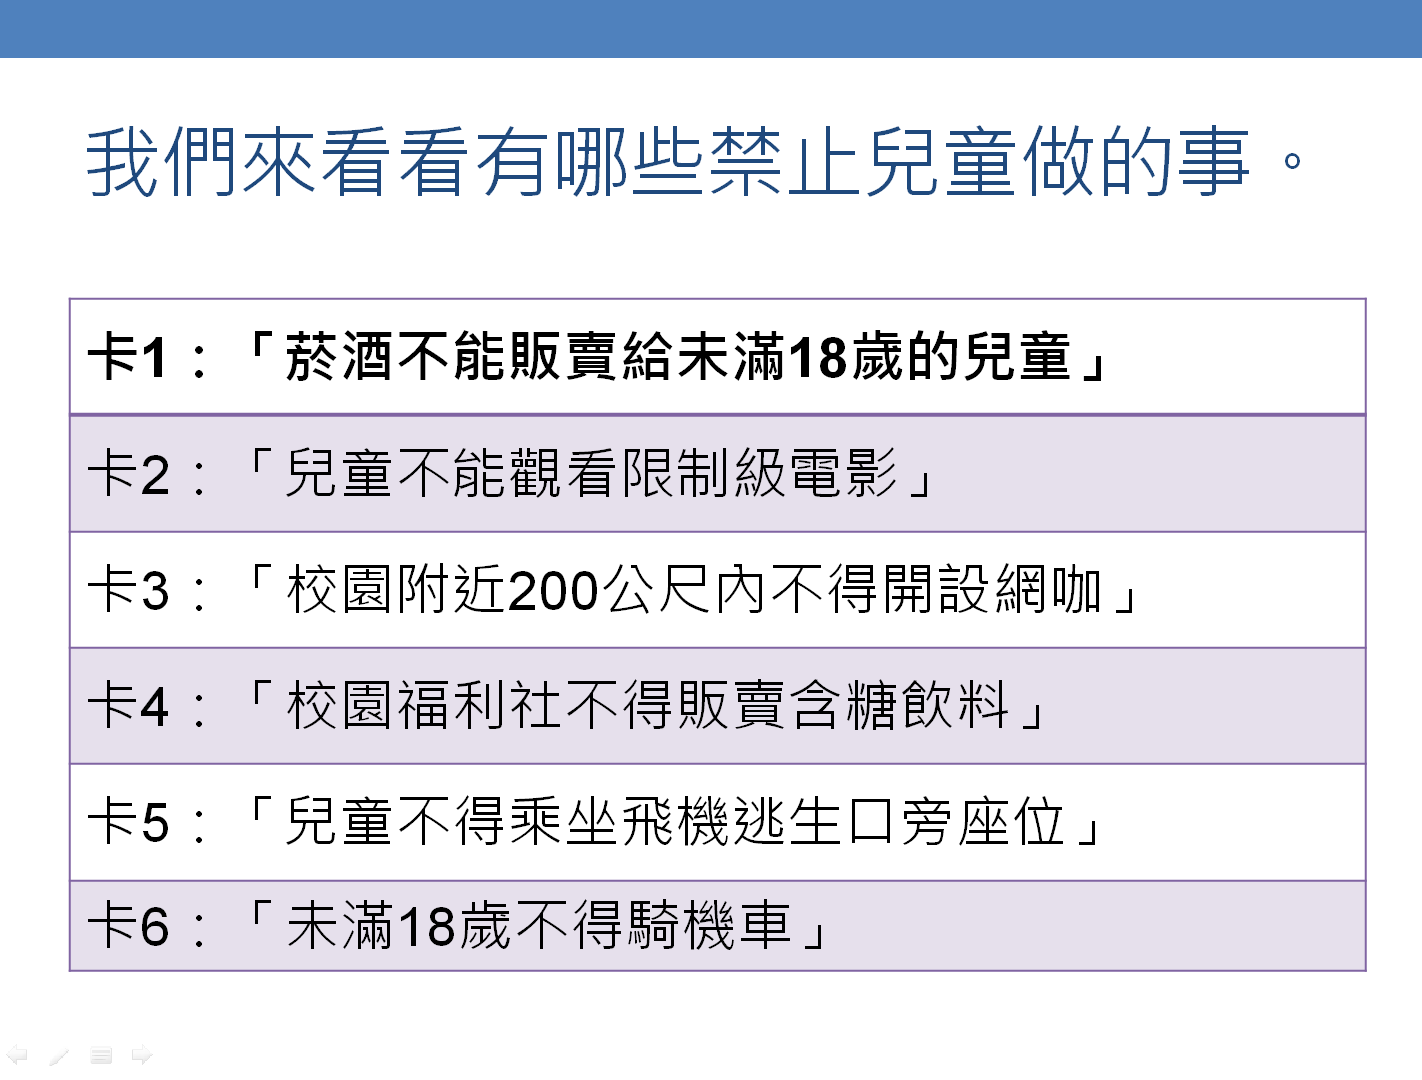 我們來看看有哪些禁止兒童做的事。
卡1：「菸酒不能販賣給未滿18歲的兒童」
卡2：「兒童不能觀看限制級電影」
卡3：「校園附近200公尺內不得開設網咖」
卡4：「校園福利社不得販賣含糖飲料」
卡5：「兒童不得乘坐飛機逃生口旁座位」
卡6：「未滿18歲不得騎機車」